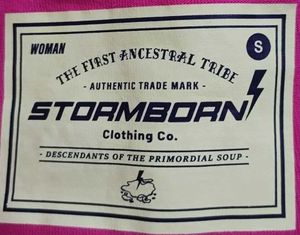 WOMAN
S
THE FIRST ANCESTRAL TRIBE
- AUTHENTIC TRADE MARK -
STORMBORN
Clothing Co.
- DESCENDANTS OF THE PRIMORDIAL SOUP -